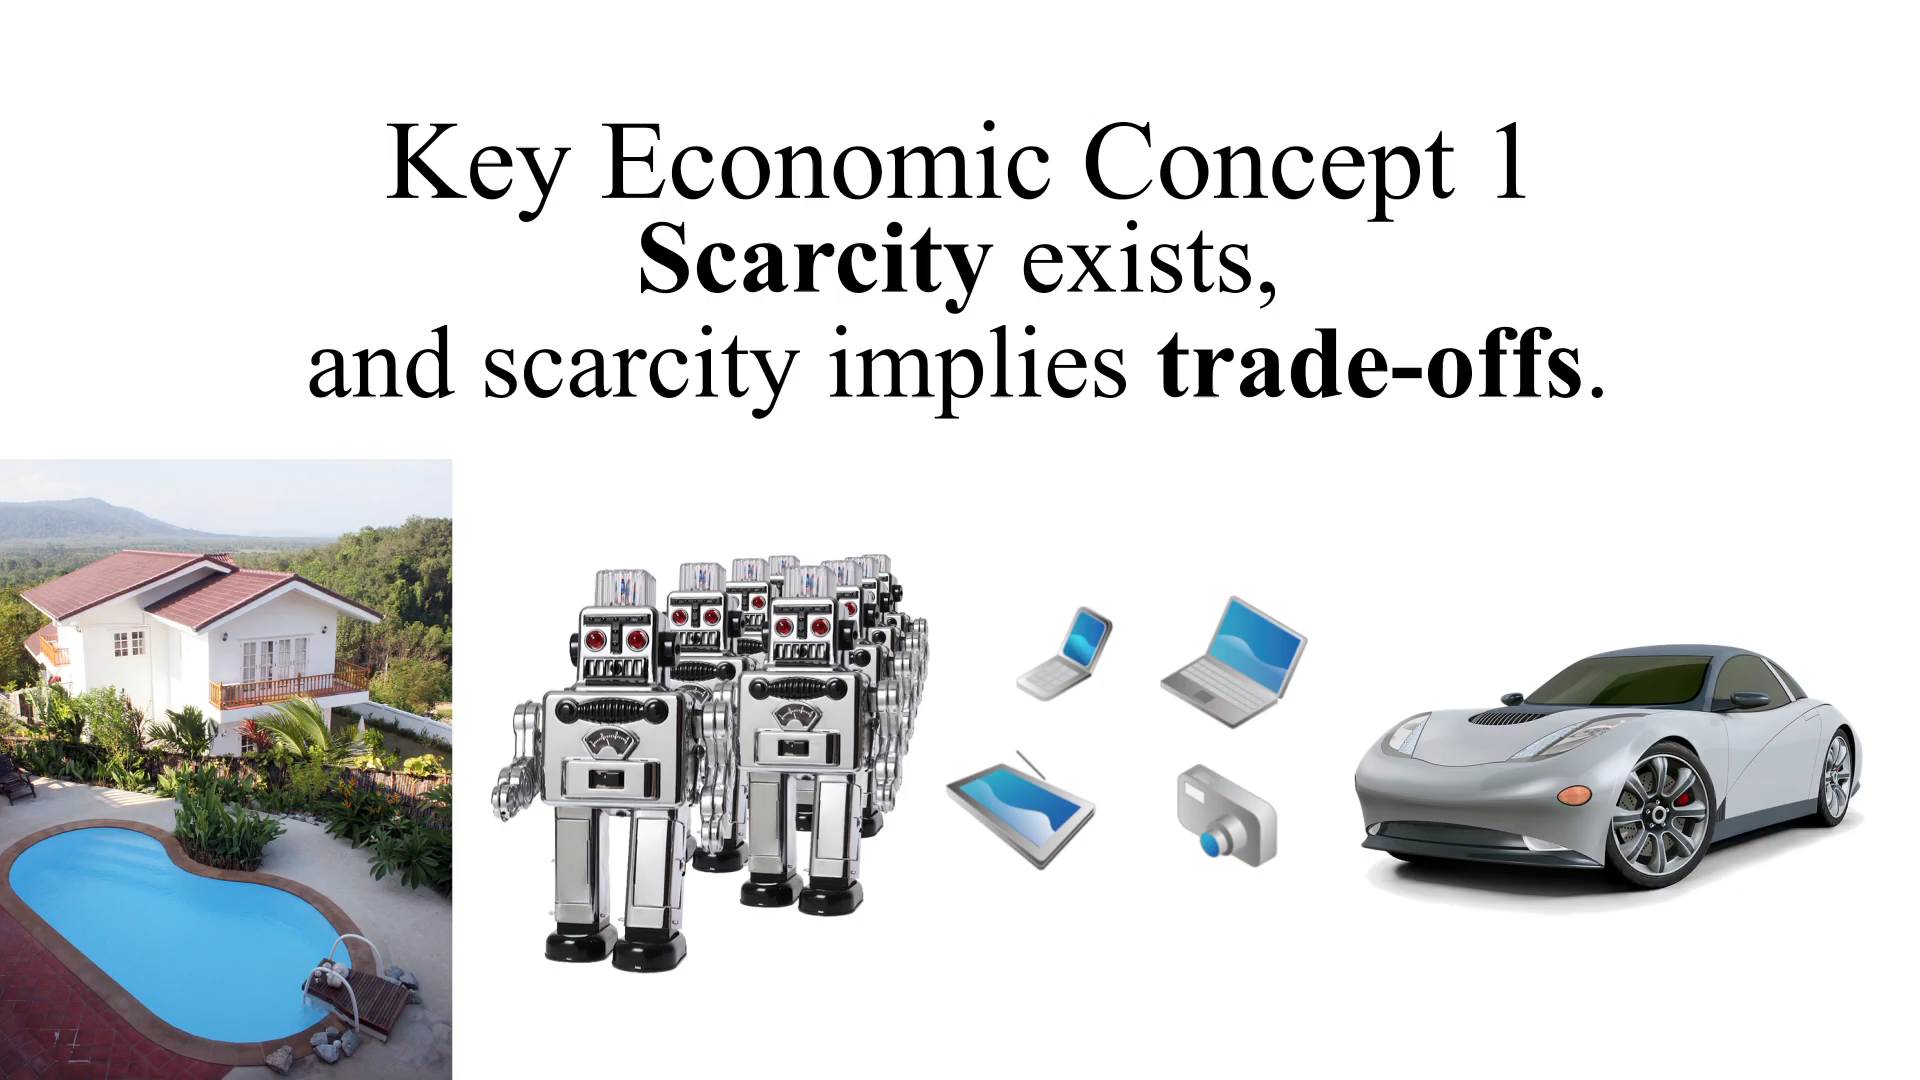 Key Economic Concept 1
Scarcity exists,
and scarcity implies trade-offs.